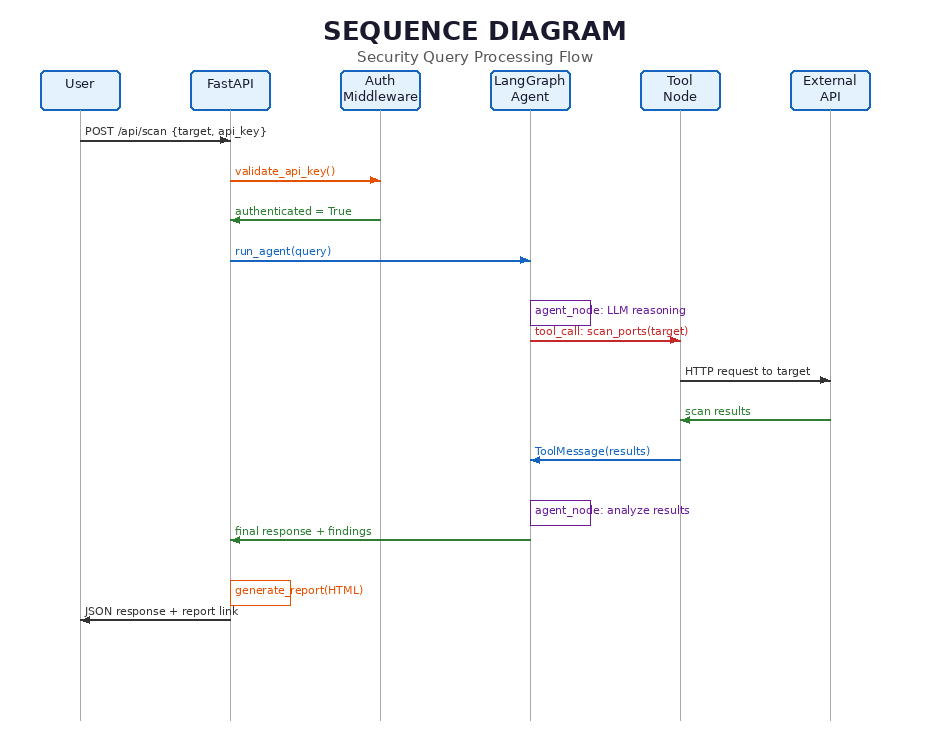 SEQUENCE DIAGRAM
Security Query Processing Flow
User
FastAPI
Auth
Middleware
LangGraph
Agent
Tool
Node
External
API
POST /api/scan {target, api_key}
validate_api_key()
authenticated = True
run_agent(query)
agent_node: LLM reasoning
tool_call: scan_ports(target)
HTTP request to target
scan results
ToolMessage(results)
agent_node: analyze results
final response + findings
generate_report(HTML)
JSON response + report link